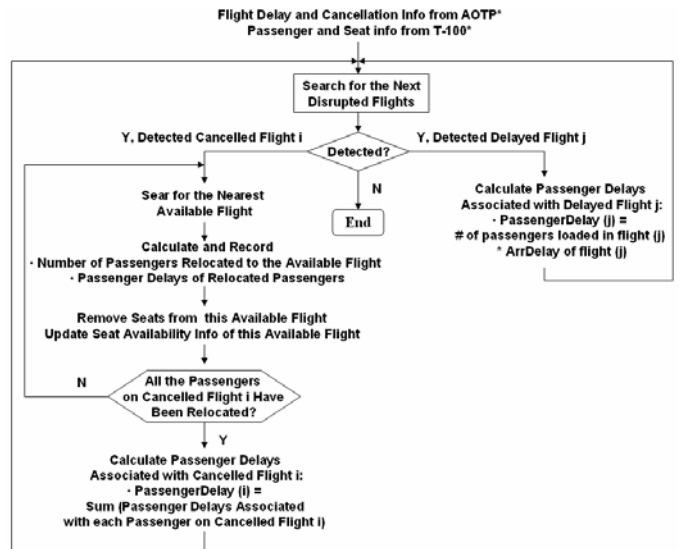 Flight Delay and Cancellation Info from AOTP*
Passenger and Seat info from T-100*
Search for the Next
Disrupted Flights
Y, Detected Cancelled Flight i
Y, Detected Delayed Flight j
Detected?
N
End
Sear for the Nearest
Available Flight
Calculate and Record
· Number of Passengers Relocated to the Available Flight
· Passenger Delays of Relocated Passengers
Remove Seats from this Available Flight
Update Seat Availability Info of this Available Flight
N
All the Passengers
on Cancelled Flight i Have
Been Relocated?
Y
Calculate Passenger Delays
Associated with Cancelled Flight i:
· PassengerDelay (i) =
Sum (Passenger Delays Associated
with each Passenger on Cancelled Flight i)
Calculate Passenger Delays
Associated with Delayed Flight j:
· PassengerDelay (j) =
# of passengers loaded in flight (j)
* ArrDelay of flight (j)